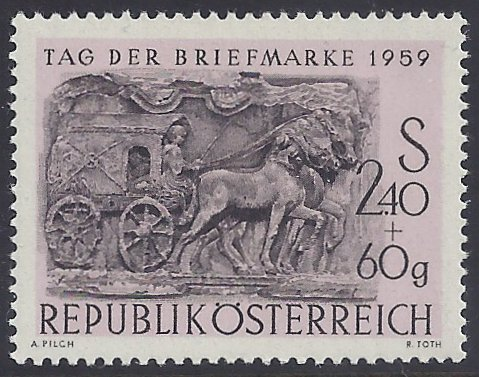 TAG DER BRIEFMARKE 1959
S
2.40
+
60g
REPUBLIK ÖSTERREICH
A. PILCH R. TOTH